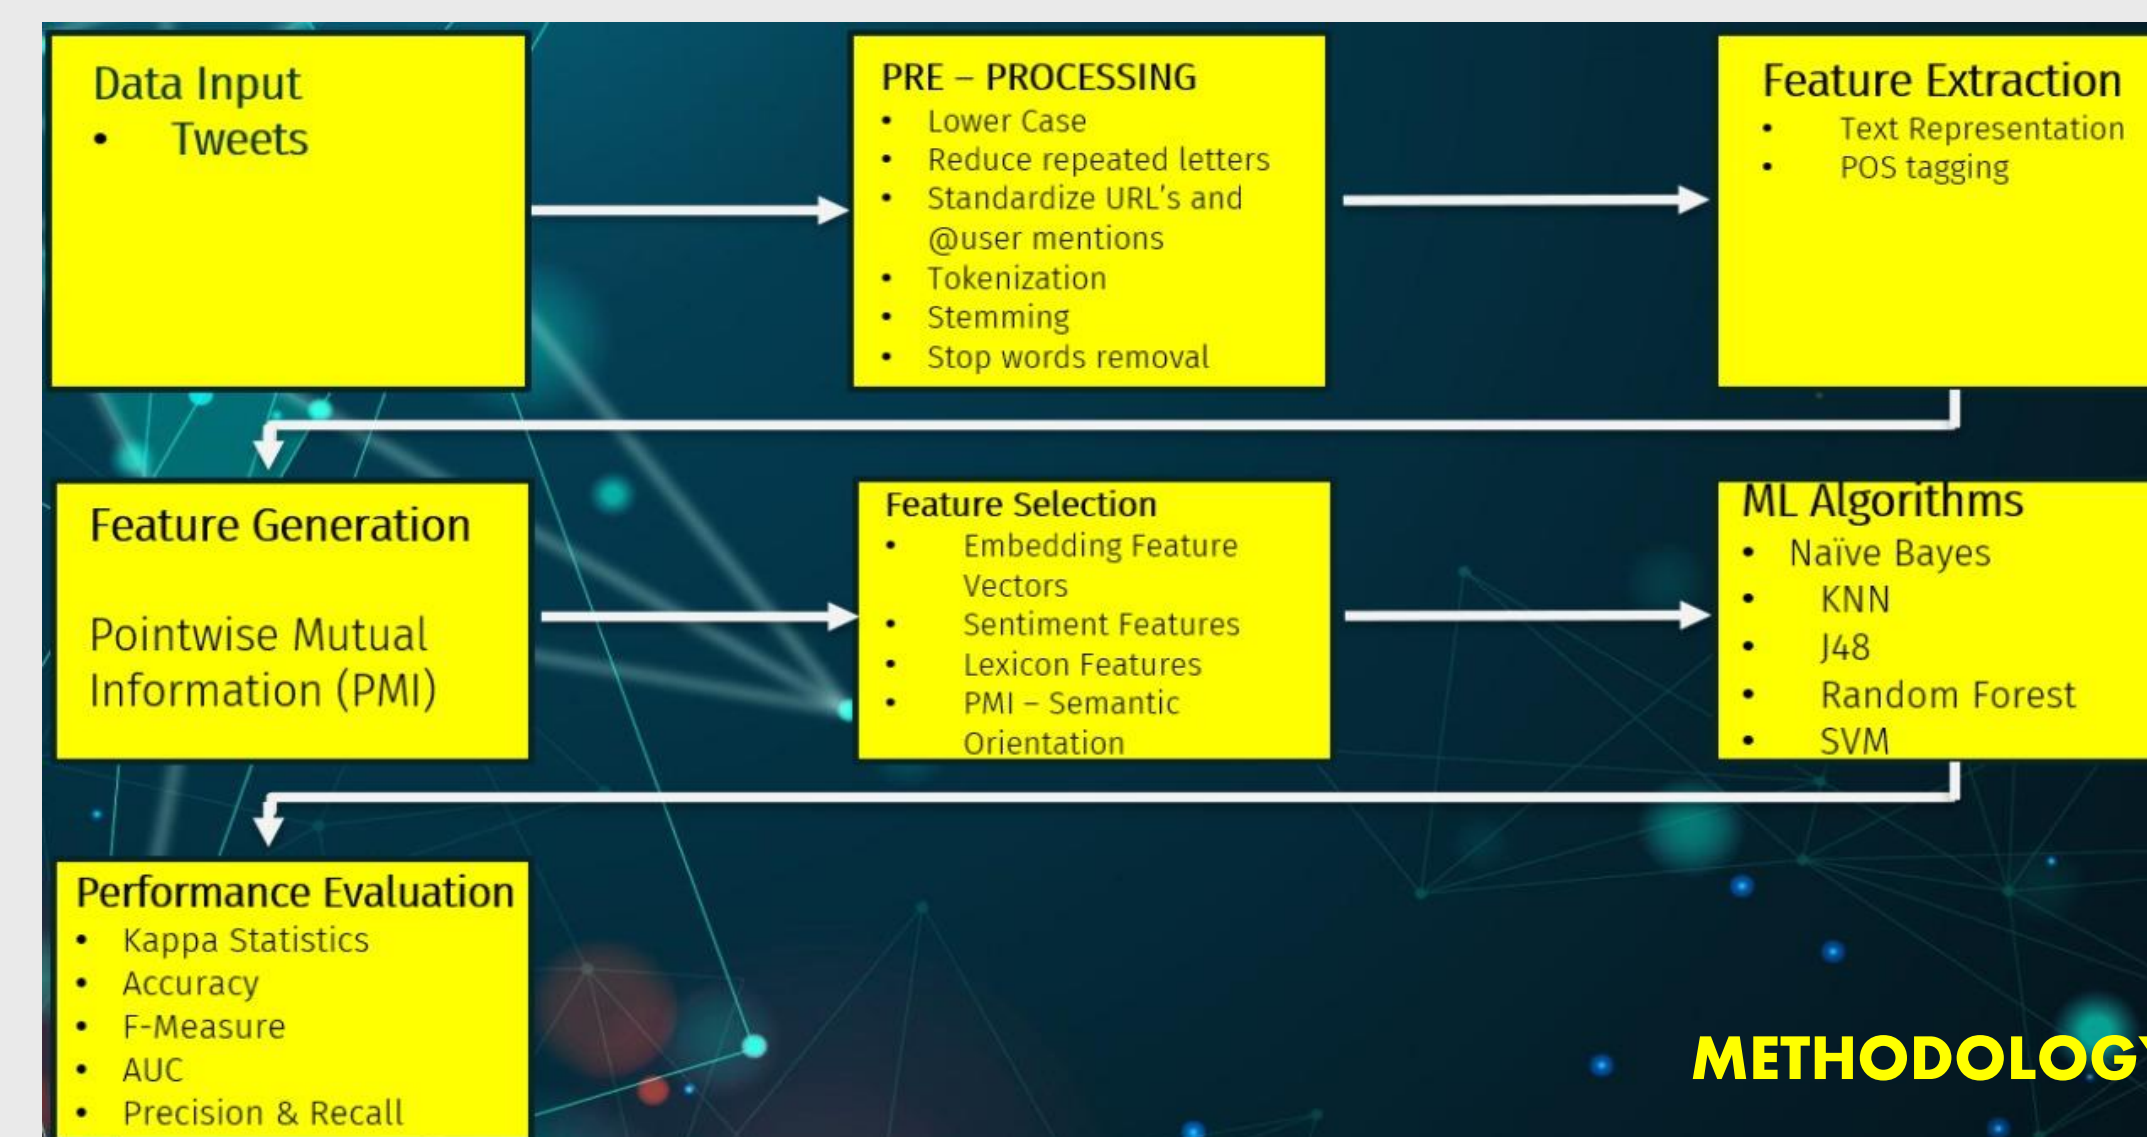 Data Input
• Tweets
PRE – PROCESSING
• Lower Case
• Reduce repeated letters
• Standardize URL’s and
@user mentions
• Tokenization
• Stemming
• Stop words removal
Feature Extraction
• Text Representation
• POS tagging
Feature Generation
Pointwise Mutual
Information (PMI)
Feature Selection
• Embedding Feature
Vectors
• Sentiment Features
• Lexicon Features
• PMI – Semantic
Orientation
ML Algorithms
• Naïve Bayes
• KNN
• J48
• Random Forest
• SVM
Performance Evaluation
• Kappa Statistics
• Accuracy
• F-Measure
• AUC
• Precision & Recall
METHODOLOGY